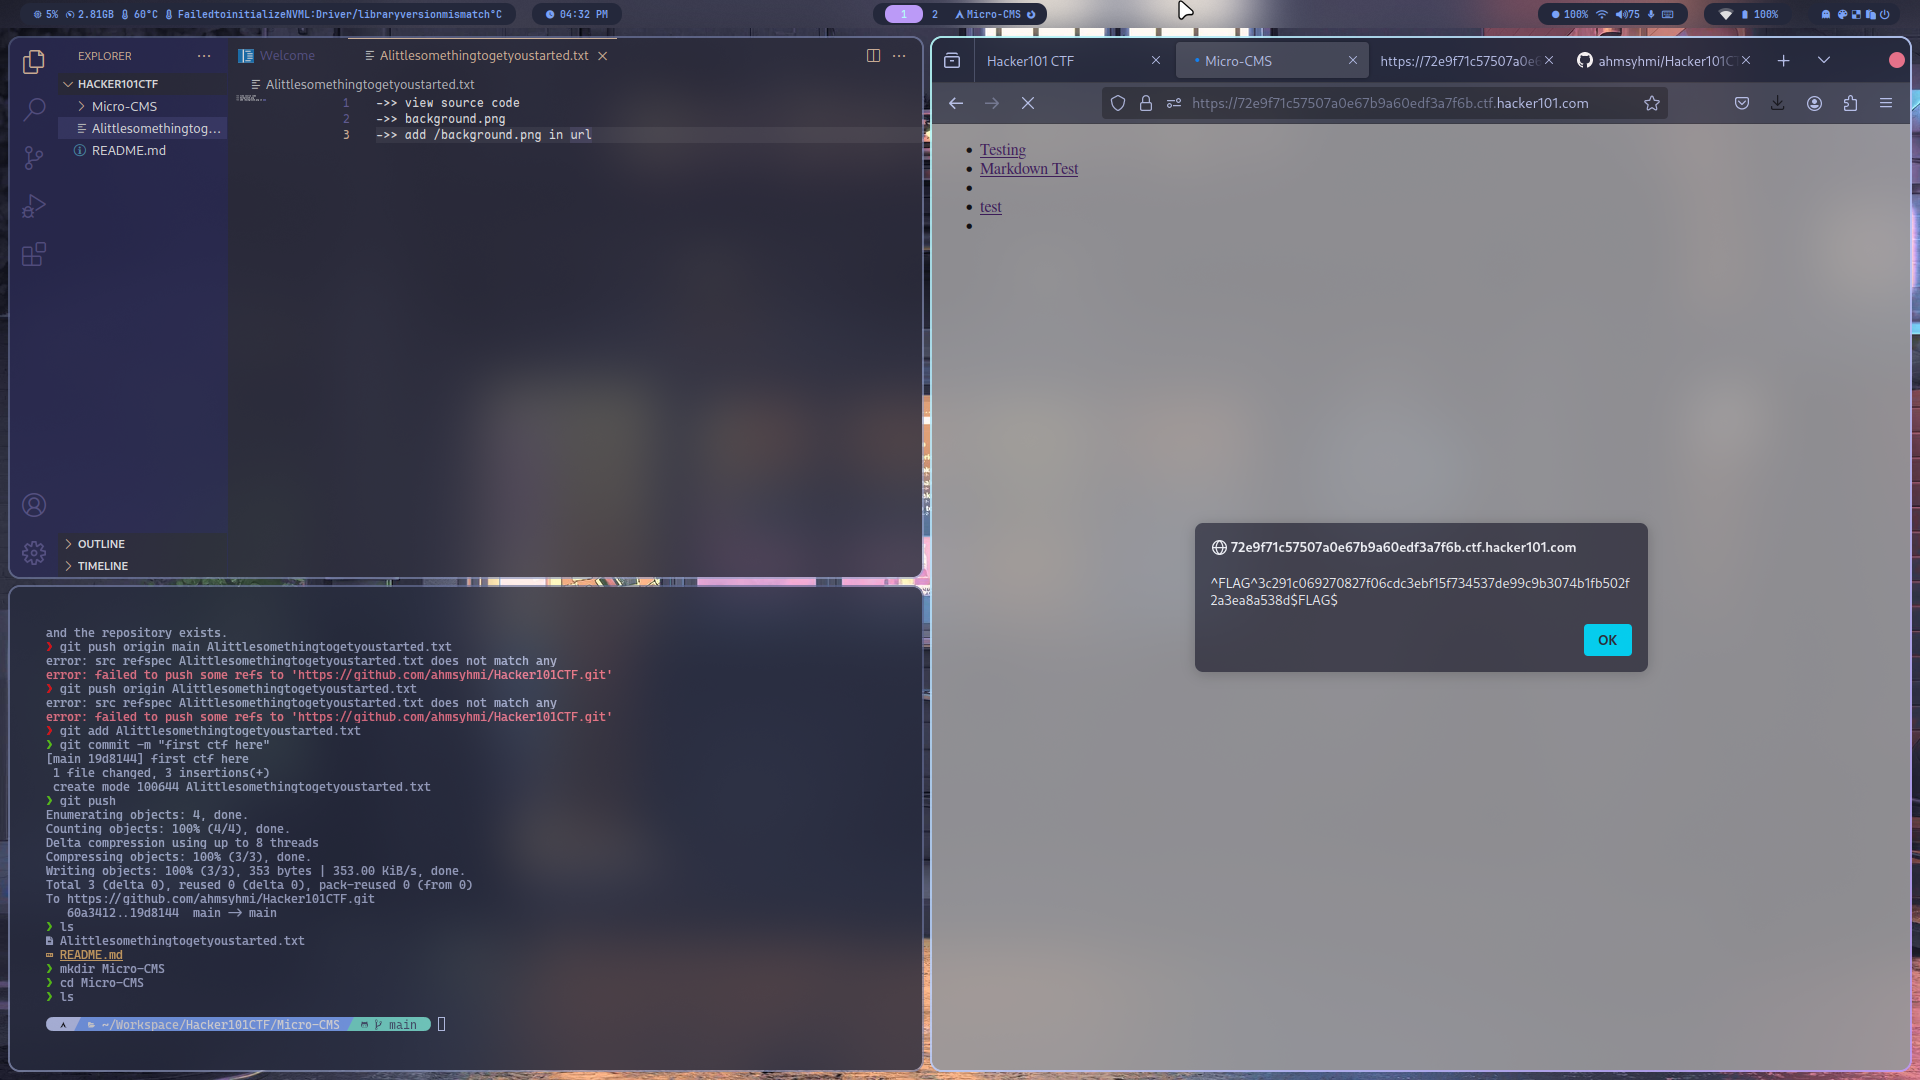 5% 2.81GB 60°C FailedtoinitializeNVML:Driver/libraryversionmismatch°C
04:32 PM
1 2 Micro-CMS
100% 75
100%
EXPLORER
HACKER101CTF
Micro-CMS
Alittlesomethingtog...
README.md
OUTLINE
TIMELINE
Welcome
Alittlesomethingtogetyoustarted.txt
Alittlesomethingtogetyoustarted.txt
1 ->> view source code
2 ->> background.png
3 ->> add /background.png in url
and the repository exists.
❯ git push origin main Alittlesomethingtogetyoustarted.txt
error: src refspec Alittlesomethingtogetyoustarted.txt does not match any
error: failed to push some refs to 'https://github.com/ahmsyhmi/Hacker101CTF.git'
❯ git push origin Alittlesomethingtogetyoustarted.txt
error: src refspec Alittlesomethingtogetyoustarted.txt does not match any
error: failed to push some refs to 'https://github.com/ahmsyhmi/Hacker101CTF.git'
❯ git add Alittlesomethingtogetyoustarted.txt
❯ git commit -m "first ctf here"
[main 19d8144] first ctf here
1 file changed, 3 insertions(+)
create mode 100644 Alittlesomethingtogetyoustarted.txt
❯ git push
Enumerating objects: 4, done.
Counting objects: 100% (4/4), done.
Delta compression using up to 8 threads
Compressing objects: 100% (3/3), done.
Writing objects: 100% (3/3), 353 bytes | 353.00 KiB/s, done.
Total 3 (delta 0), reused 0 (delta 0), pack-reused 0 (from 0)
To https://github.com/ahmsyhmi/Hacker101CTF.git
60a3412..19d8144 main -> main
❯ ls
Alittlesomethingtogetyoustarted.txt
README.md
❯ mkdir Micro-CMS
❯ cd Micro-CMS
❯ ls
~/Workspace/Hacker101CTF/Micro-CMS main
Hacker101 CTF
Micro-CMS
https://72e9f71c57507a0e6
ahmsyhmi/Hacker101C
https://72e9f71c57507a0e67b9a60edf3a7f6b.ctf.hacker101.com
• Testing
• Markdown Test
•
• test
•
72e9f71c57507a0e67b9a60edf3a7f6b.ctf.hacker101.com
^FLAG^3c291c069270827f06cdc3ebf15f734537de99c9b3074b1fb502f
2a3ea8a538d$FLAG$
OK